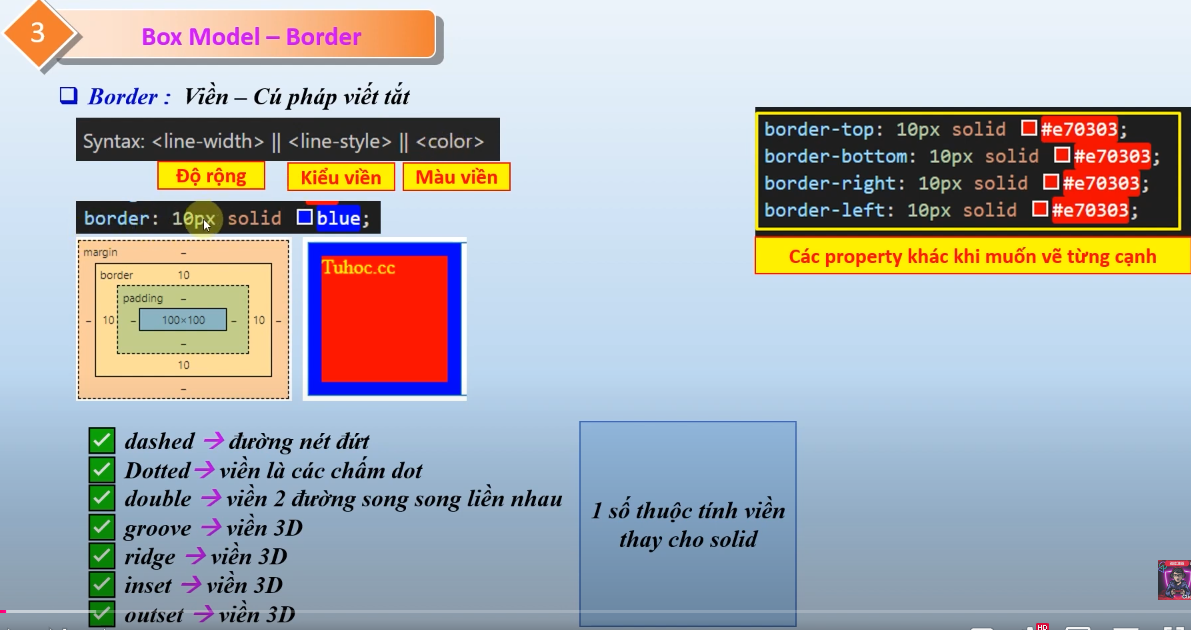 3
Box Model – Border
Border : Viền – Cú pháp viết tắt
Syntax: <line-width> || <line-style> || <color>
Độ rộng
Kiểu viền
Màu viền
border: 10px solid blue;
border-top: 10px solid #e70303;
border-bottom: 10px solid #e70303;
border-right: 10px solid #e70303;
border-left: 10px solid #e70303;
Các property khác khi muốn vẽ từng cạnh
margin –
border 10
padding –
– 10 – 100×100 – 10 –
–
10
–
Tuhoc.cc
dashed → đường nét đứt
Dotted → viền là các chấm dot
double → viền 2 đường song song liền nhau
groove → viền 3D
ridge → viền 3D
inset → viền 3D
outset → viền 3D
1 số thuộc tính viền
thay cho solid
HD